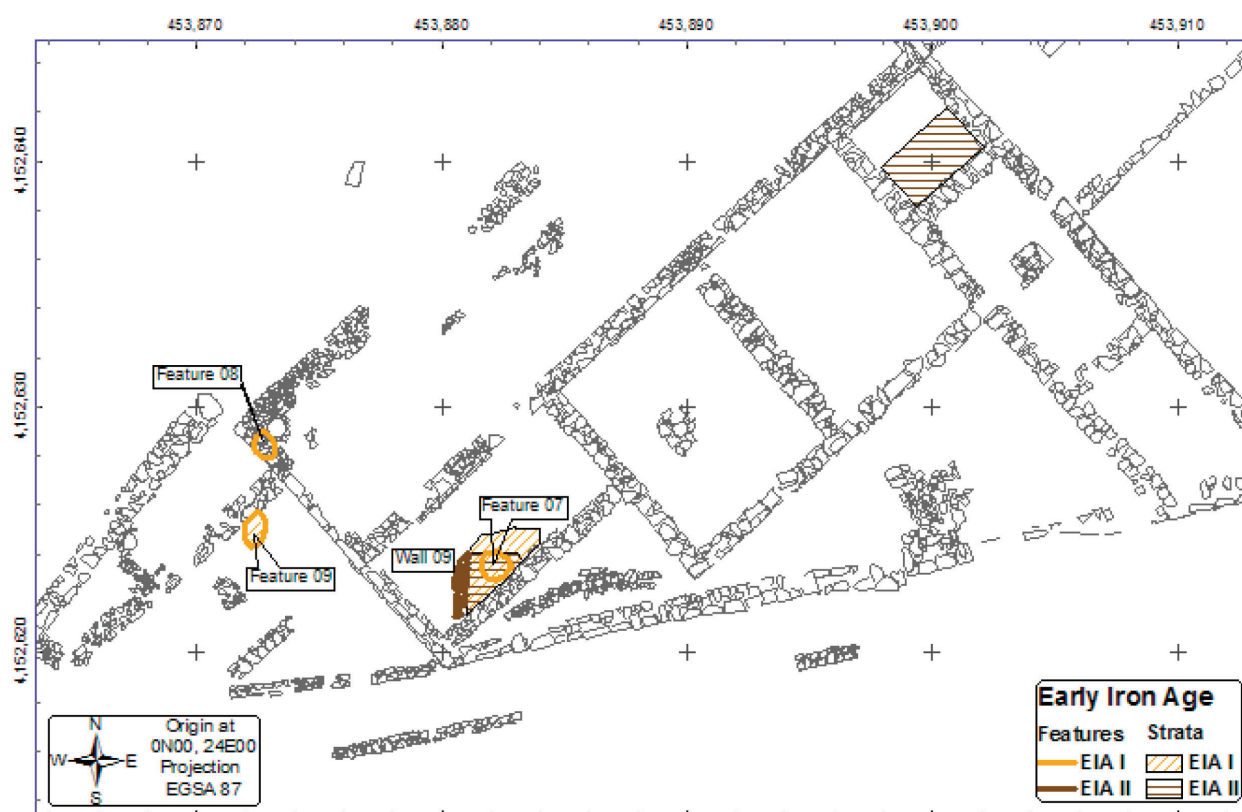 453,870
453,880
453,890
453,900
453,910
4,152,640
4,152,630
4,152,620
Feature 08
Feature 07
Wall 09
Feature 09
N
W
E
S
Origin at
0N00, 24E00
Projection
EGSA 87
Early Iron Age
Features Strata
EIA I EIA I
EIA II EIA II